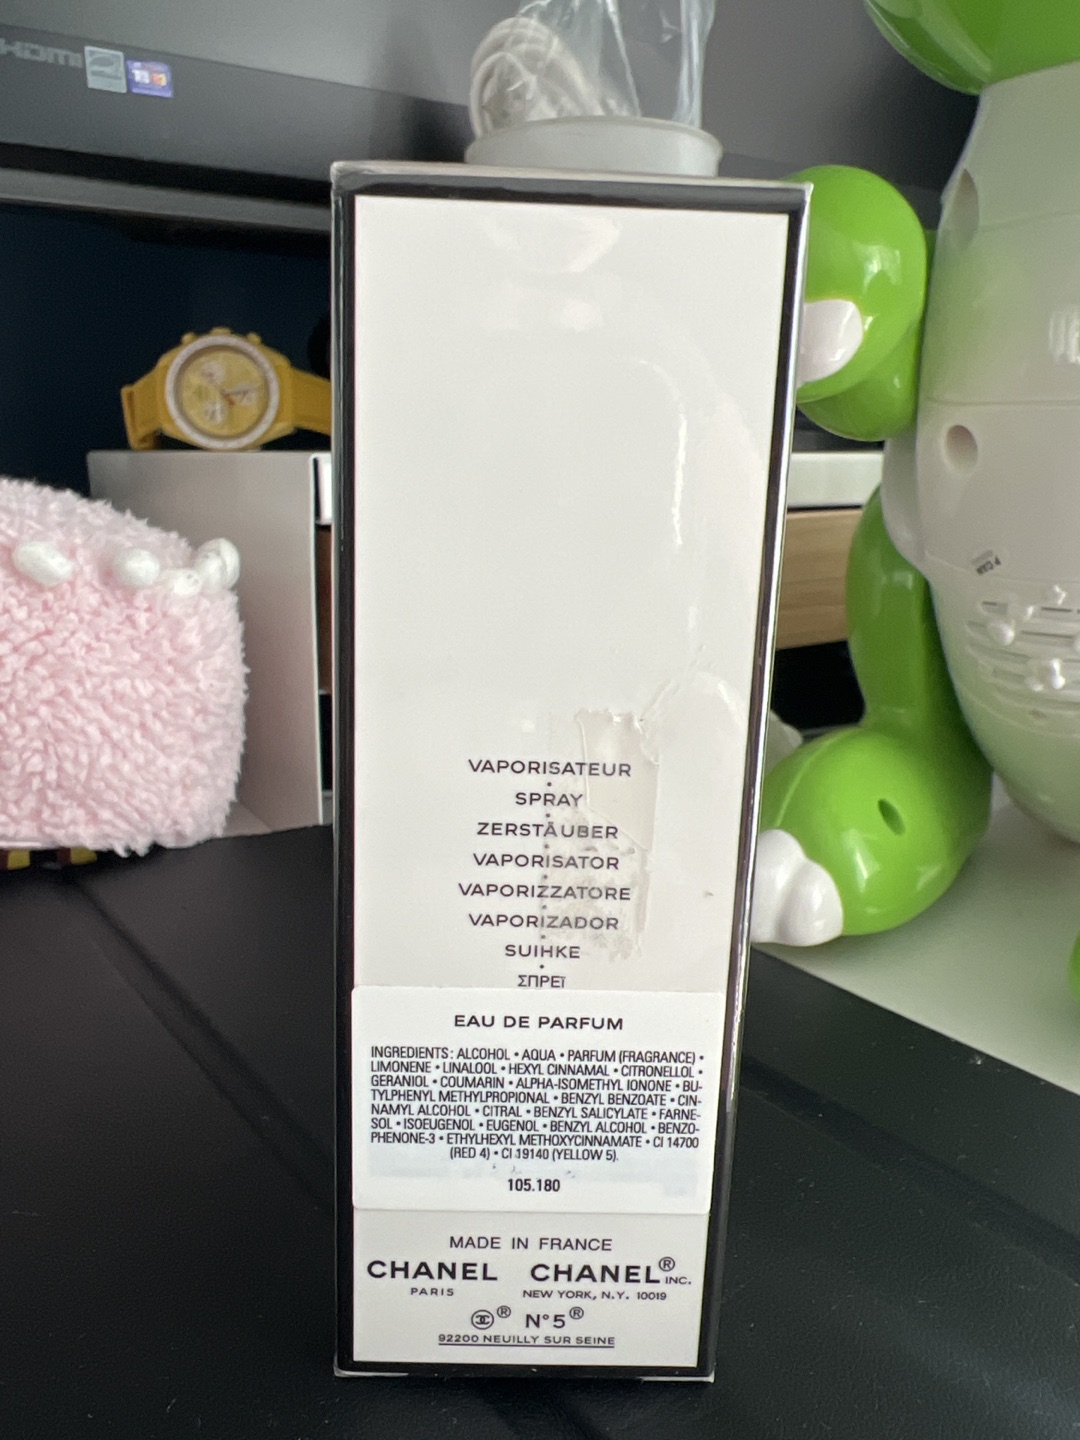 HDMI
VAPORISATEUR
SPRAY
ZERSTÄUBER
VAPORISATOR
VAPORIZZATORE
VAPORIZADOR
SUIHKE
ΣΠΡΕΪ
EAU DE PARFUM
INGREDIENTS: ALCOHOL • AQUA • PARFUM (FRAGRANCE) •
LIMONENE • LINALOOL • HEXYL CINNAMAL • CITRONELLOL •
GERANIOL • COUMARIN • ALPHA-ISOMETHYL IONONE • BU-
TYLPHENYL METHYLPROPIONAL • BENZYL BENZOATE • CIN-
NAMYL ALCOHOL • CITRAL • BENZYL SALICYLATE • FARNE-
SOL • ISOEUGENOL • EUGENOL • BENZYL ALCOHOL • BENZO-
PHENONE-3 • ETHYLHEXYL METHOXYCINNAMATE • CI 14700
(RED 4) • CI 19140 (YELLOW 5).
105.180
MADE IN FRANCE
CHANEL CHANEL® INC.
PARIS NEW YORK, N.Y. 10019
® N°5®
92200 NEUILLY SUR SEINE